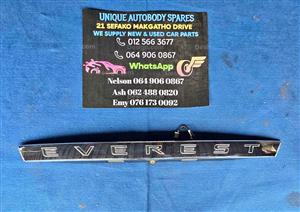 UNIQUE AUTOBODY SPARES
21 SEFAKO MAKGATHO DRIVE
WE SUPPLY NEW & USED CAR PARTS
012 566 3677
064 906 0867
WhatsApp
Nelson 064 906 0867
Ash 062 488 0820
Emy 076 173 0092
EVEREST